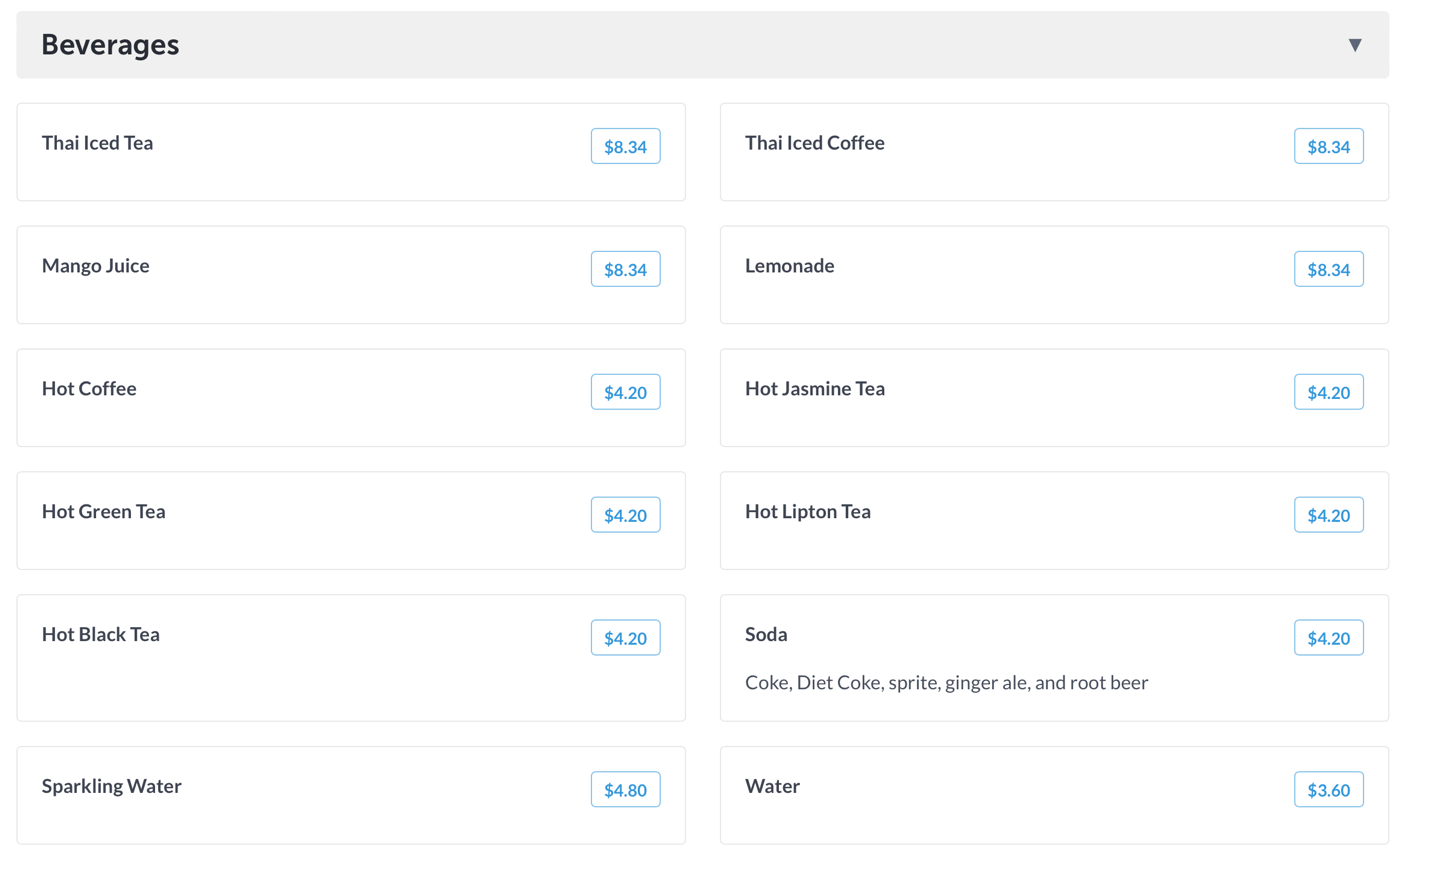 Beverages ▼
Thai Iced Tea $8.34
Thai Iced Coffee $8.34
Mango Juice $8.34
Lemonade $8.34
Hot Coffee $4.20
Hot Jasmine Tea $4.20
Hot Green Tea $4.20
Hot Lipton Tea $4.20
Hot Black Tea $4.20
Soda $4.20
Coke, Diet Coke, sprite, ginger ale, and root beer
Sparkling Water $4.80
Water $3.60